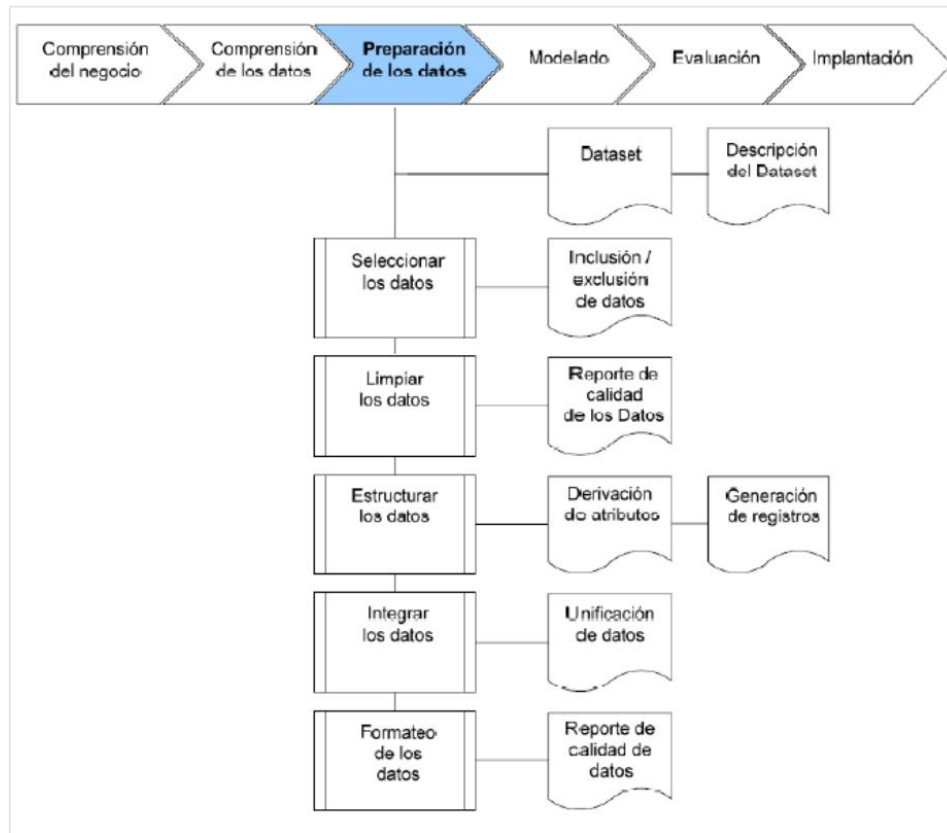 Comprensión
del negocio
Comprensión
de los datos
Preparación
de los datos
Modelado
Evaluación
Implantación
Dataset
Descripción
del Dataset
Seleccionar
los datos
Inclusión /
exclusión
de datos
Limpiar
los datos
Reporte de
calidad
de los Datos
Estructurar
los datos
Derivación
de atributos
Generación
de registros
Integrar
los datos
Unificación
de datos
Formateo
de los
datos
Reporte de
calidad de
datos